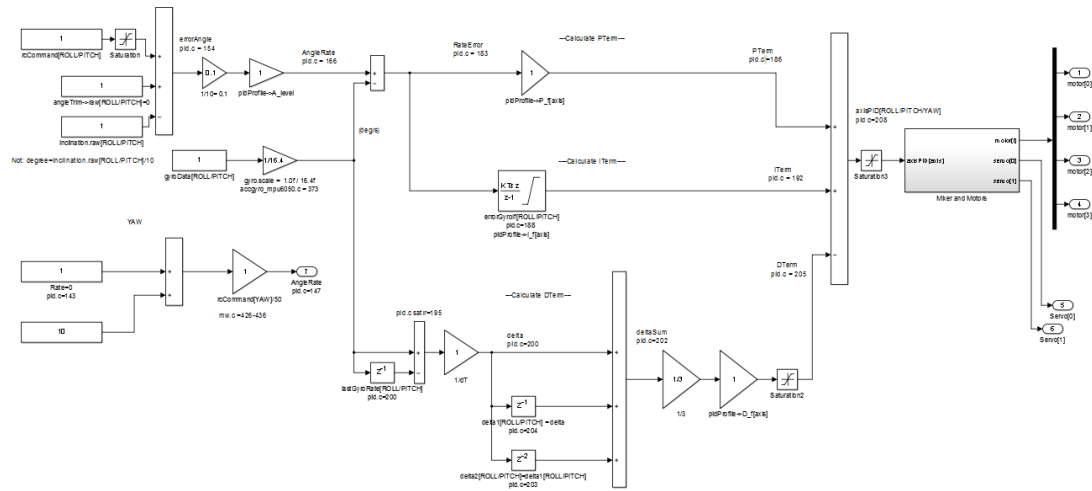 1
rcCommand[ROLL/PITCH]
Saturation
+
errorAngle
pid.c = 154
1
angleTrim->raw[ROLL/PITCH]=0
+
1
inclination.raw[ROLL/PITCH]
-
Not: degree=inclination.raw[ROLL/PITCH]/10
0.1
1/10= 0.1
1
pidProfile->A_level
AngleRate
pid.c = 166
+
-
RateError
pid.c = 183
---Calculate PTerm---
1
pidProfile->P_f[axis]
PTerm
pid.c=186
(deg/s)
1
gyroData[ROLL/PITCH]
1/16.4
gyro.scale = 1.0f / 16.4f
accgyro_mpu6050.c = 373
---Calculate ITerm---
K Ts z
z-1
errorGyroIf[ROLL/PITCH]
pid.c=188
pidProfile->I_f[axis]
ITerm
pid.c = 192
+
+
-
axisPID[ROLL/PITCH/YAW]
pid.c=208
Saturation3
axisPID[axis]
motor[i]
servo[0]
servo[1]
Mixer and Motors
1
motor[0]
2
motor[1]
3
motor[2]
4
motor[3]
5
Servo[0]
6
Servo[1]
YAW
1
Rate=0
pid.c=143
10
+
+
1
rcCommand[YAW]/50
mw.c =426-436
7
AngleRate
pid.c=147
---Calculate DTerm---
pid.c satır=195
+
-
z-1
lastGyroRate[ROLL/PITCH]
pid.c=200
1
1/dT
delta
pid.c=200
z-1
delta1[ROLL/PITCH] =delta
pid.c=204
z-2
delta2[ROLL/PITCH]=delta1[ROLL/PITCH]
pid.c=203
+
+
+
deltaSum
pid.c=202
1/3
1/3
1
pidProfile->D_f[axis]
Saturation2
DTerm
pid.c = 205